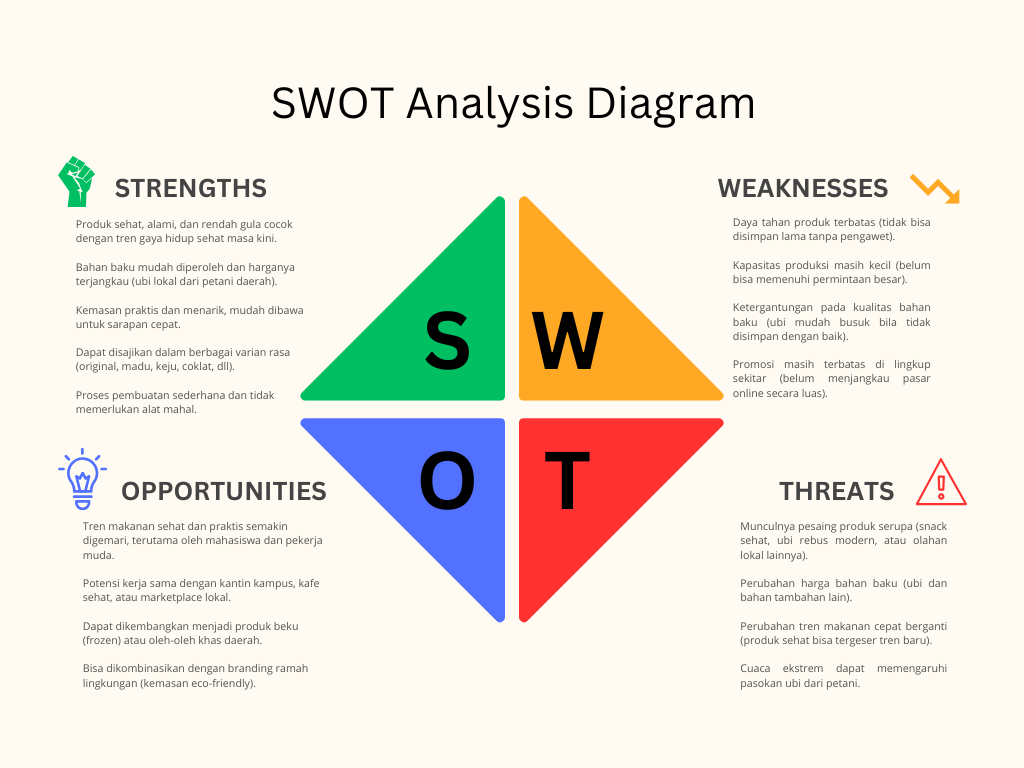 SWOT Analysis Diagram
STRENGTHS
Produk sehat, alami, dan rendah gula cocok
dengan tren gaya hidup sehat masa kini.
Bahan baku mudah diperoleh dan harganya
terjangkau (ubi lokal dari petani daerah).
Kemasan praktis dan menarik, mudah dibawa
untuk sarapan cepat.
Dapat disajikan dalam berbagai varian rasa
(original, madu, keju, coklat, dll).
Proses pembuatan sederhana dan tidak
memerlukan alat mahal.
WEAKNESSES
Daya tahan produk terbatas (tidak bisa
disimpan lama tanpa pengawet).
Kapasitas produksi masih kecil (belum
bisa memenuhi permintaan besar).
Ketergantungan pada kualitas bahan
baku (ubi mudah busuk bila tidak
disimpan dengan baik).
Promosi masih terbatas di lingkup
sekitar (belum menjangkau pasar
online secara luas).
S
W
O
T
OPPORTUNITIES
Tren makanan sehat dan praktis semakin
digemari, terutama oleh mahasiswa dan pekerja
muda.
Potensi kerja sama dengan kantin kampus, kafe
sehat, atau marketplace lokal.
Dapat dikembangkan menjadi produk beku
(frozen) atau oleh-oleh khas daerah.
Bisa dikombinasikan dengan branding ramah
lingkungan (kemasan eco-friendly).
THREATS
Munculnya pesaing produk serupa (snack
sehat, ubi rebus modern, atau olahan
lokal lainnya).
Perubahan harga bahan baku (ubi dan
bahan tambahan lain).
Perubahan tren makanan cepat berganti
(produk sehat bisa tergeser tren baru).
Cuaca ekstrem dapat memengaruhi
pasokan ubi dari petani.